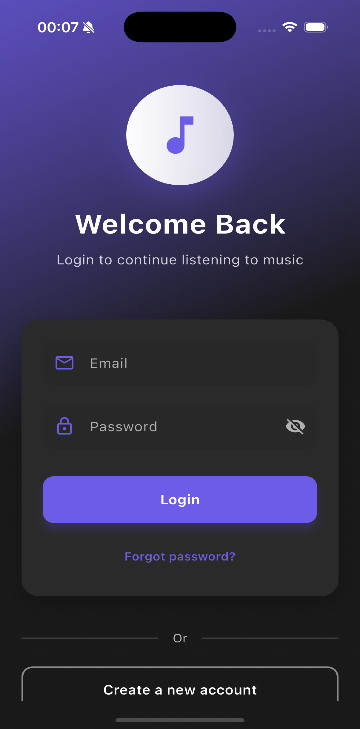 00:07
Welcome Back
Login to continue listening to music
Email
Password
Login
Forgot password?
Or
Create a new account